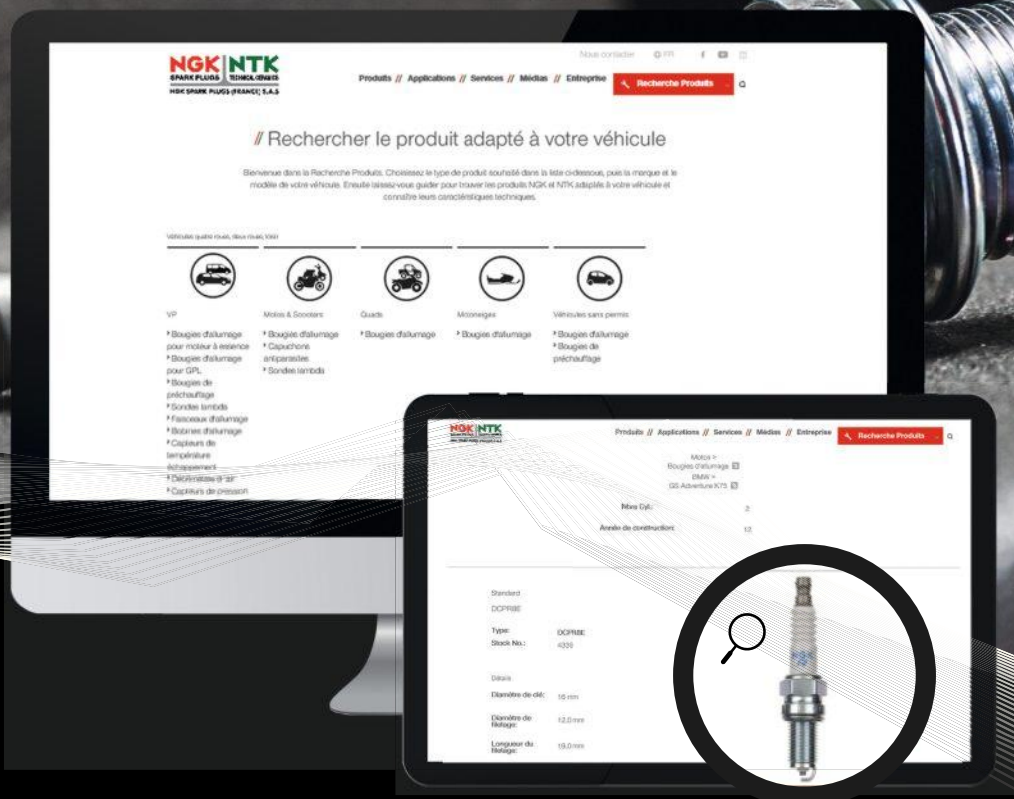 Nous contacter FR
NGK NTK
SPARK PLUGS TECHNICAL CERAMICS
NGK SPARK PLUGS (FRANCE) S.A.S
Produits // Applications // Services // Médias // Entreprise
Recherche Produits
// Rechercher le produit adapté à votre véhicule
Bienvenue dans la Recherche Produits. Choisissez le type de produit souhaité dans la liste ci-dessous, puis la marque et le
modèle de votre véhicule. Ensuite laissez-vous guider pour trouver les produits NGK et NTK adaptés à votre véhicule et
connaître leurs caractéristiques techniques.
Véhicules quatre roues, deux roues,
VP
‣ Bougies d'allumage
pour moteur à essence
‣ Bougies d'allumage
pour GPL
‣ Bougies de
préchauffage
‣ Sondes lambda
‣ Faisceaux d'allumage
‣ Bobines d'allumage
‣ Capteurs de
température
échappement
‣ Débitmètres d'air
‣ Capteurs de pression
Motos & Scooters
‣ Bougies d'allumage
‣ Capuchons
antiparasites
‣ Sondes lambda
Quads
‣ Bougies d'allumage
Motoneiges
‣ Bougies d'allumage
Véhicules sans permis
‣ Bougies d'allumage
‣ Bougies de
préchauffage
NGK NTK
Produits // Applications // Services // Médias // Entreprise
Recherche Produits
Motos >
Bougies d'allumage
BMW >
GS Adventure K75
Nbre Cyl.: 2
Année de construction: 12
Standard
DCPR8E
Type: DCPR8E
Stock No.: 4339
Détails
Diamètre de clé: 16 mm
Diamètre de
filetage: 12,0 mm
Longueur du
filetage: 19,0 mm
NGK